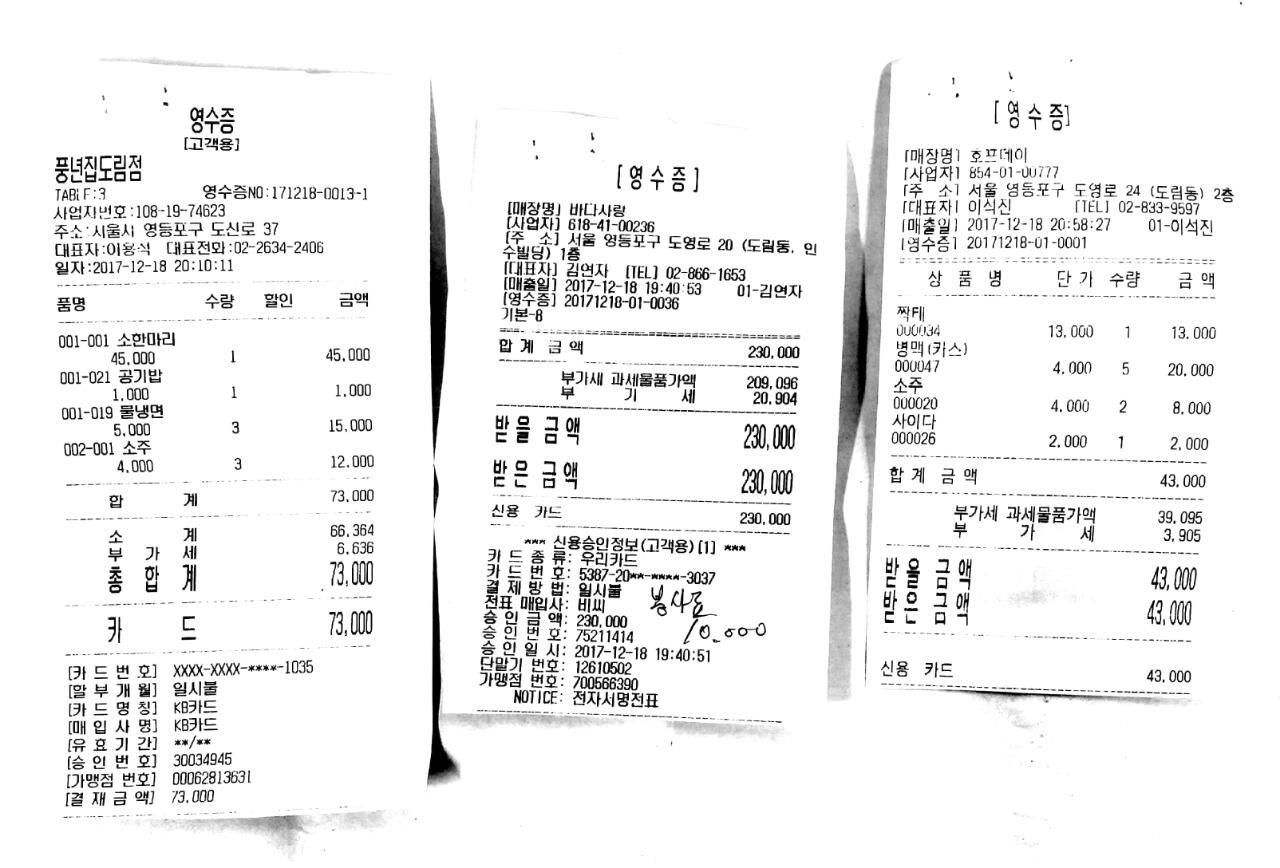 영수증
[고객용]
풍년집도림점
TABLE:3 영수증NO:171218-0013-1
사업자번호:108-19-74623
주소:서울시 영등포구 도신로 37
대표자:이용식 대표전화:02-2634-2406
일자:2017-12-18 20:10:11
품명 수량 할인 금액
001-001 소한마리
45,000 1 45,000
001-021 공기밥
1,000 1 1,000
001-019 물냉면
5,000 3 15,000
002-001 소주
4,000 3 12,000
합 계 73,000
소 계 66,364
부 가 세 6,636
총 합 계 73,000
카 드 73,000
[카 드 번 호] XXXX-XXXX-****-1035
[할 부 개 월] 일시불
[카 드 명 칭] KB카드
[매 입 사 명] KB카드
[유 효 기 간] **/**
[승 인 번 호] 30034945
[가맹점 번호] 00062813631
[결 재 금 액] 73,000
[영수증]
[매장명] 바다사랑
[사업자] 618-41-00236
[주 소] 서울 영등포구 도영로 20 (도림동, 인
수빌딩) 1층
[대표자] 김연자 [TEL] 02-866-1653
[매출일] 2017-12-18 19:40:53 01-김연자
[영수증] 20171218-01-0036
기본-8
합 계 금 액 230,000
부가세 과세물품가액 209,096
부 가 세 20,904
받 을 금 액 230,000
받 은 금 액 230,000
신용 카드 230,000
*** 신용승인정보(고객용)[1] ***
카 드 종 류: 우리카드
카 드 번 호: 5387-20**-****-3037
결 제 방 법: 일시불
전표 매입사: 비씨
승 인 금 액: 230,000
승 인 번 호: 75211414
승 인 일 시: 2017-12-18 19:40:51
단말기 번호: 12610502
가맹점 번호: 700566390
NOTICE: 전자서명전표
봉사료
10,000
[영수증]
[매장명] 호프데이
[사업자] 854-01-00777
[주 소] 서울 영등포구 도영로 24 (도림동) 2층
[대표자] 이석진 [TEL] 02-833-9597
[매출일] 2017-12-18 20:58:27 01-이석진
[영수증] 20171218-01-0001
상 품 명 단 가 수량 금 액
짝태
000034 13,000 1 13,000
병맥(카스)
000047 4,000 5 20,000
소주
000020 4,000 2 8,000
사이다
000026 2,000 1 2,000
합 계 금 액 43,000
부가세 과세물품가액 39,095
부 가 세 3,905
받 을 금 액 43,000
받 은 금 액 43,000
신용 카드 43,000